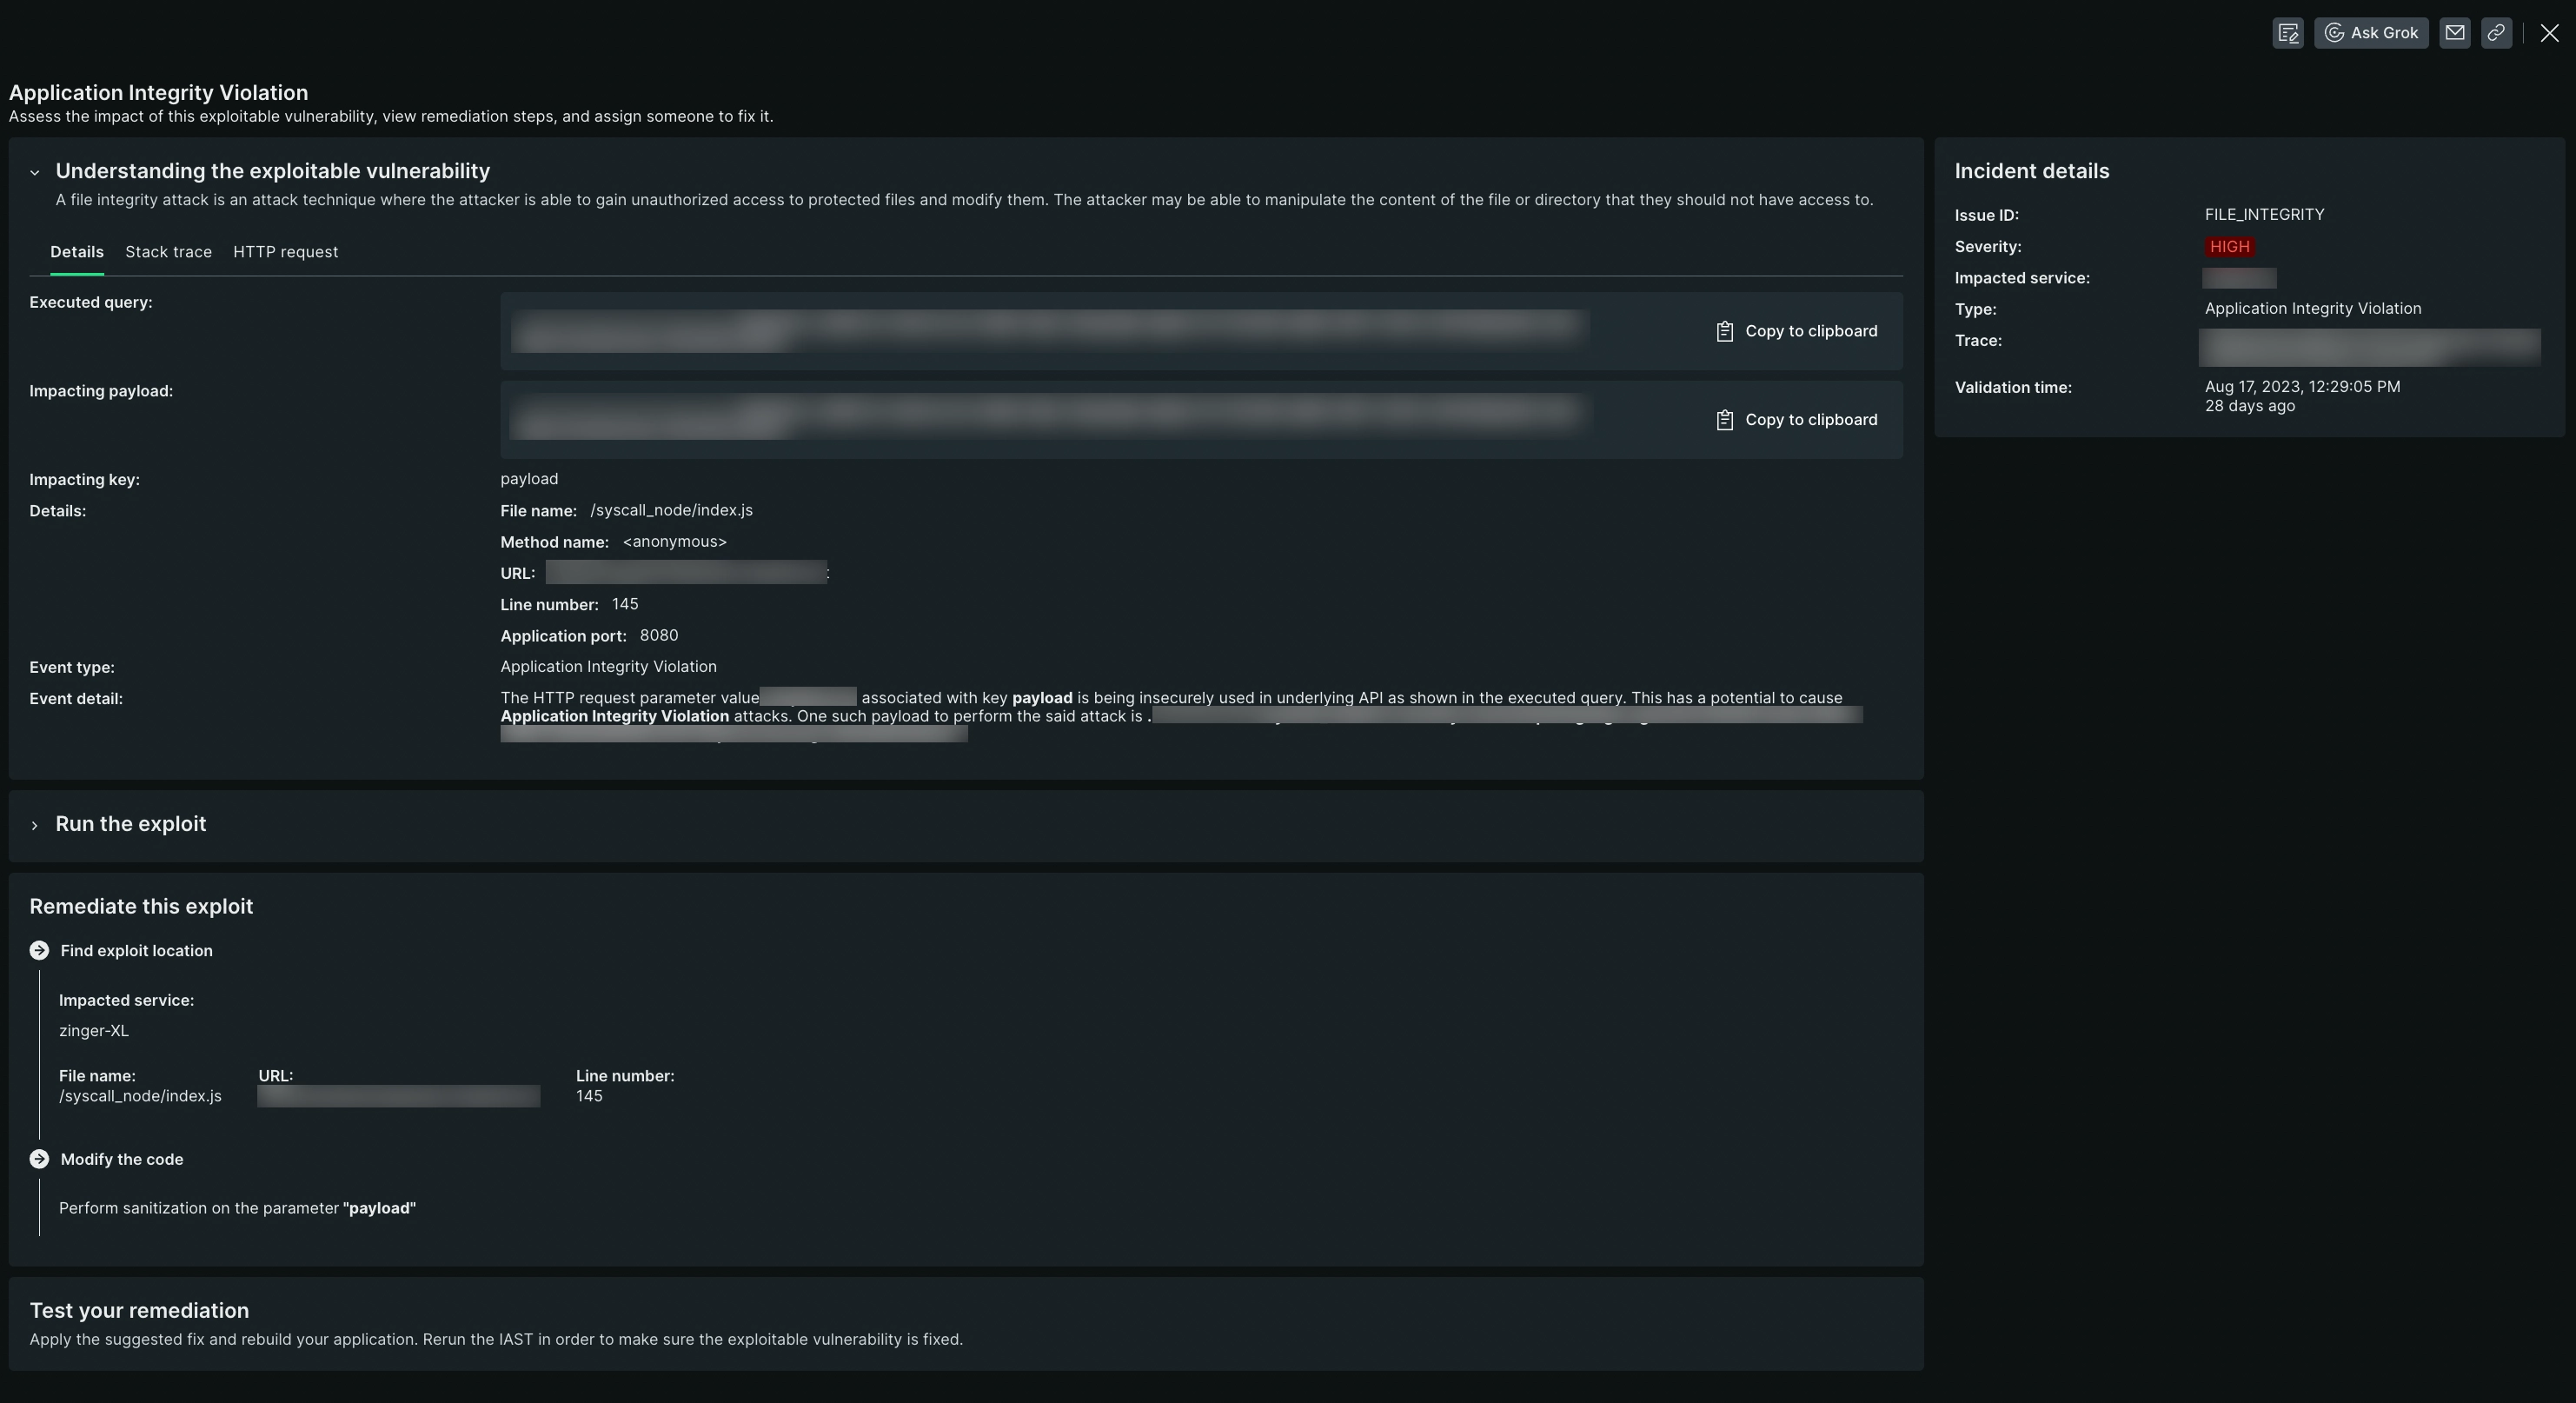 Ask Grok
Application Integrity Violation
Assess the impact of this exploitable vulnerability, view remediation steps, and assign someone to fix it.
Understanding the exploitable vulnerability
A file integrity attack is an attack technique where the attacker is able to gain unauthorized access to protected files and modify them. The attacker may be able to manipulate the content of the file or directory that they should not have access to.
Details Stack trace HTTP request
Executed query:
Copy to clipboard
Impacting payload:
Copy to clipboard
Impacting key: payload
Details: File name: /syscall_node/index.js
Method name: <anonymous>
URL:
Line number: 145
Application port: 8080
Event type: Application Integrity Violation
Event detail: The HTTP request parameter value associated with key payload is being insecurely used in underlying API as shown in the executed query. This has a potential to cause
Application Integrity Violation attacks. One such payload to perform the said attack is .
Run the exploit
Remediate this exploit
Find exploit location
Impacted service:
zinger-XL
File name: URL: Line number:
/syscall_node/index.js 145
Modify the code
Perform sanitization on the parameter "payload"
Test your remediation
Apply the suggested fix and rebuild your application. Rerun the IAST in order to make sure the exploitable vulnerability is fixed.
Incident details
Issue ID: FILE_INTEGRITY
Severity: HIGH
Impacted service:
Type: Application Integrity Violation
Trace:
Validation time: Aug 17, 2023, 12:29:05 PM
28 days ago